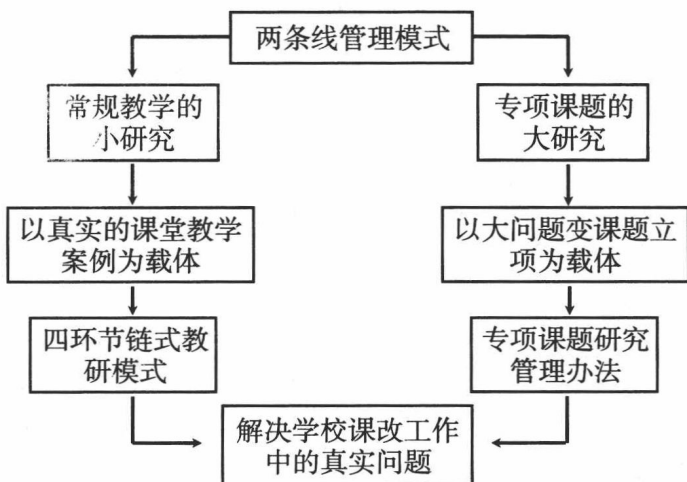 两条线管理模式
常规教学的
小研究
专项课题的
大研究
以真实的课堂教学
案例为载体
以大问题变课题立
项为载体
四环节链式教
研模式
专项课题研究
管理办法
解决学校课改工作
中的真实问题